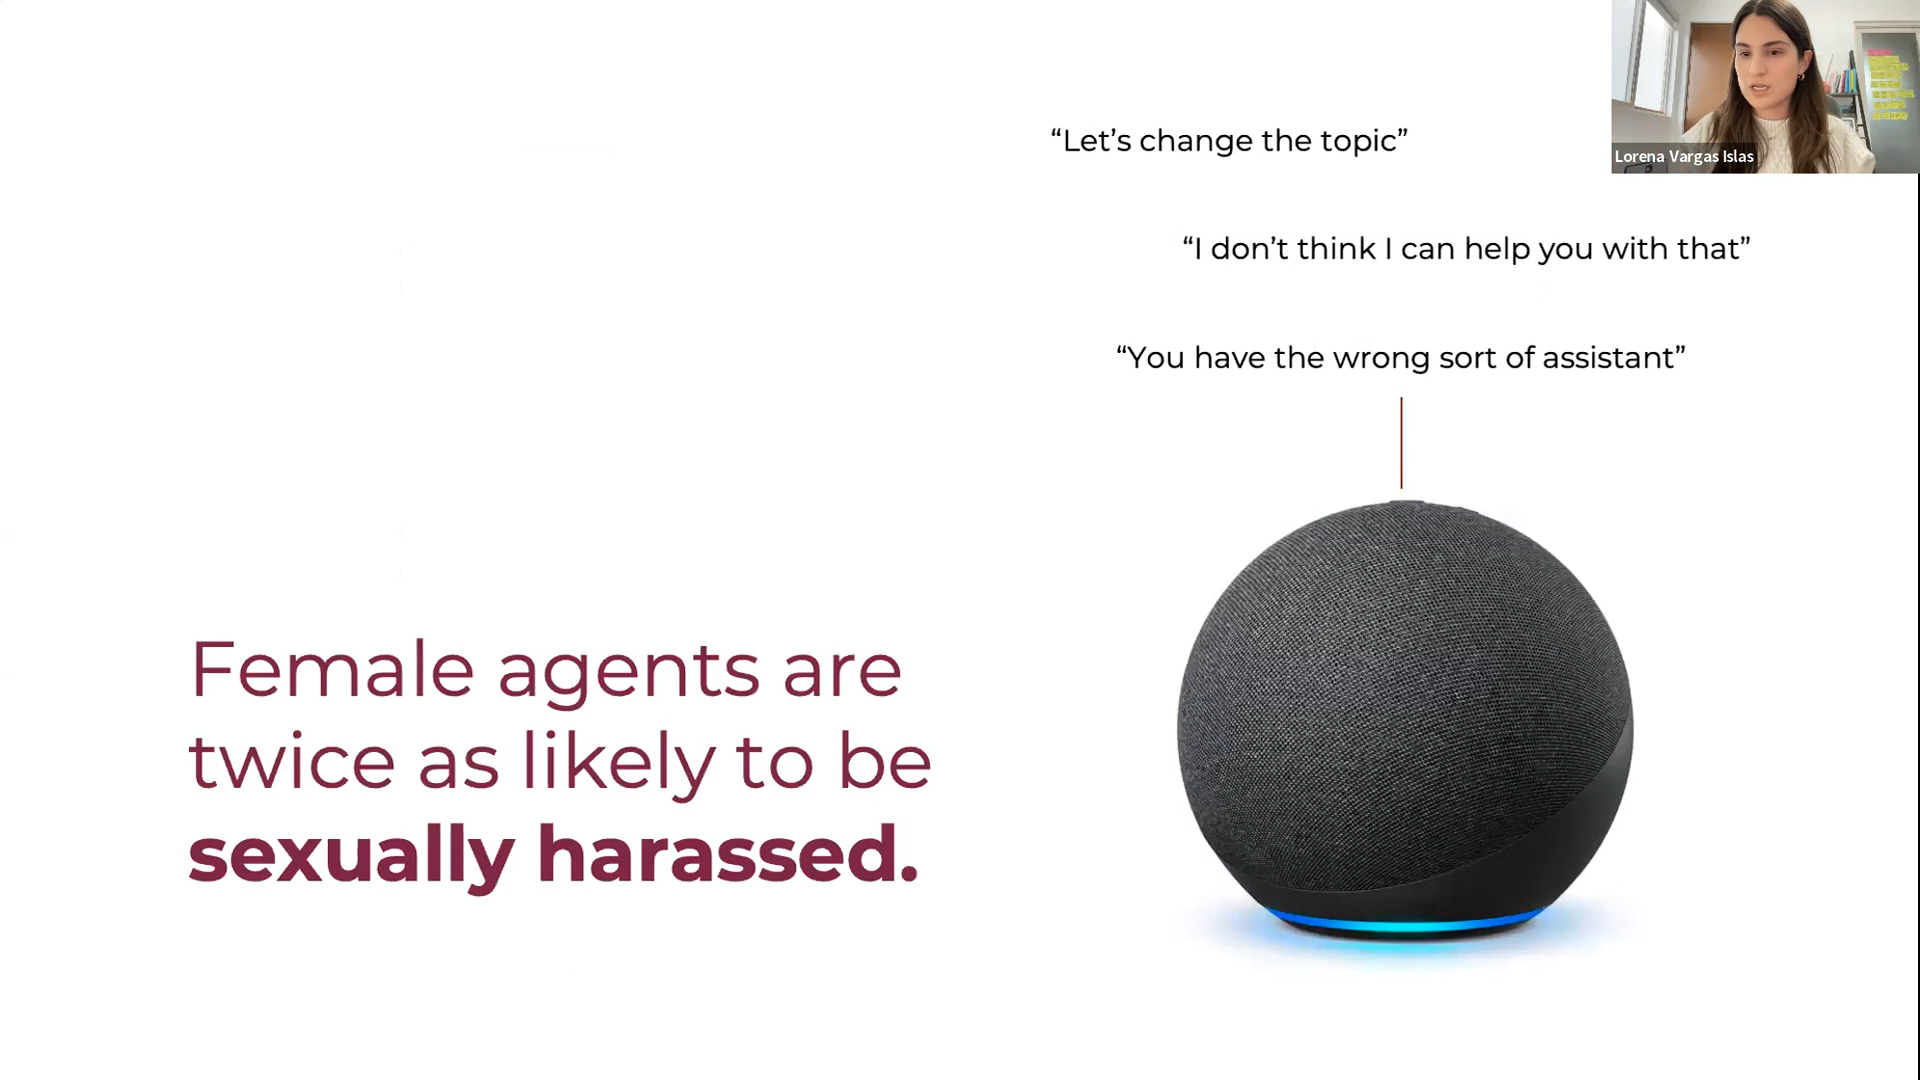 “Let’s change the topic”
Lorena Vargas Islas
“I don’t think I can help you with that”
“You have the wrong sort of assistant”
Female agents are
twice as likely to be
sexually harassed.